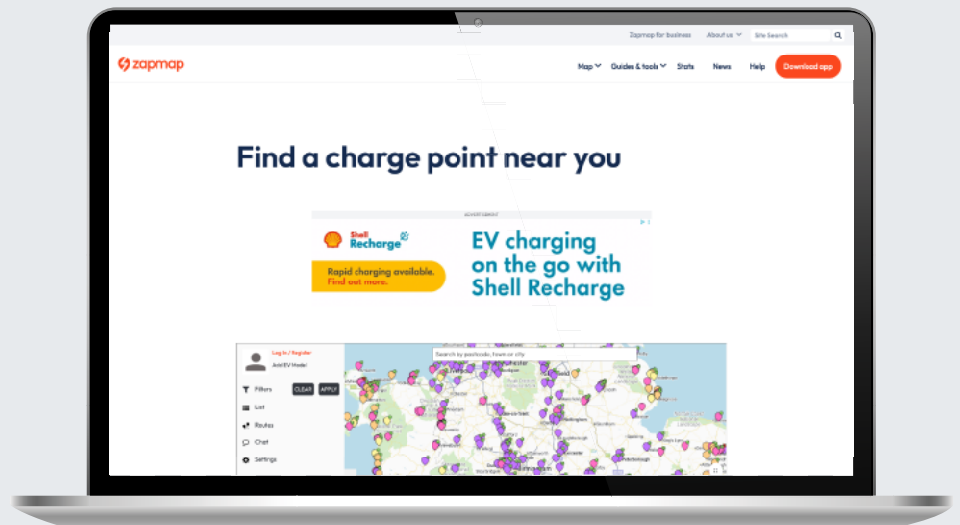 Zapmap for business
About us
Site Search
zapmap
Map
Guides & tools
Stats
News
Help
Download app
Find a charge point near you
ADVERTISEMENT
Shell
Recharge
Rapid charging available.
Find out more.
EV charging
on the go with
Shell Recharge
Log In / Register
Add EV Model
Search by postcode, town or city
Filters
CLEAR
APPLY
List
Routes
Chat
Settings